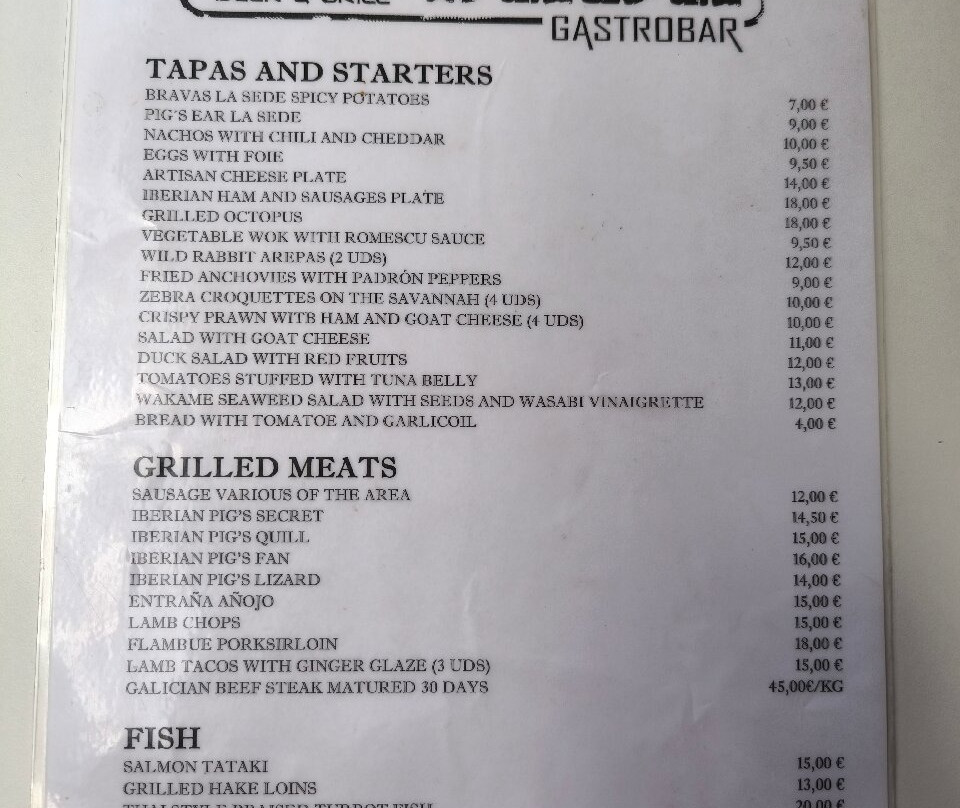 GASTROBAR
TAPAS AND STARTERS
BRAVAS LA SEDE SPICY POTATOES 7,00 €
PIG´S EAR LA SEDE 9,00 €
NACHOS WITH CHILI AND CHEDDAR 10,00 €
EGGS WITH FOIE 9,50 €
ARTISAN CHEESE PLATE 14,00 €
IBERIAN HAM AND SAUSAGES PLATE 18,00 €
GRILLED OCTOPUS 18,00 €
VEGETABLE WOK WITH ROMESCU SAUCE 9,50 €
WILD RABBIT AREPAS (2 UDS) 12,00 €
FRIED ANCHOVIES WITH PADRÓN PEPPERS 9,00 €
ZEBRA CROQUETTES ON THE SAVANNAH (4 UDS) 10,00 €
CRISPY PRAWN WITB HAM AND GOAT CHEESE (4 UDS) 10,00 €
SALAD WITH GOAT CHEESE 11,00 €
DUCK SALAD WITH RED FRUITS 12,00 €
TOMATOES STUFFED WITH TUNA BELLY 13,00 €
WAKAME SEAWEED SALAD WITH SEEDS AND WASABI VINAIGRETTE 12,00 €
BREAD WITH TOMATOE AND GARLICOIL 4,00 €
GRILLED MEATS
SAUSAGE VARIOUS OF THE AREA 12,00 €
IBERIAN PIG'S SECRET 14,50 €
IBERIAN PIG'S QUILL 15,00 €
IBERIAN PIG'S FAN 16,00 €
IBERIAN PIG'S LIZARD 14,00 €
ENTRAÑA AÑOJO 15,00 €
LAMB CHOPS 15,00 €
FLAMBUE PORKSIRLOIN 18,00 €
LAMB TACOS WITH GINGER GLAZE (3 UDS) 15,00 €
GALICIAN BEEF STEAK MATURED 30 DAYS 45,00€/KG
FISH
SALMON TATAKI 15,00 €
GRILLED HAKE LOINS 13,00 €
THAI STYLE BRAISED TURBOT FISH 20,00 €